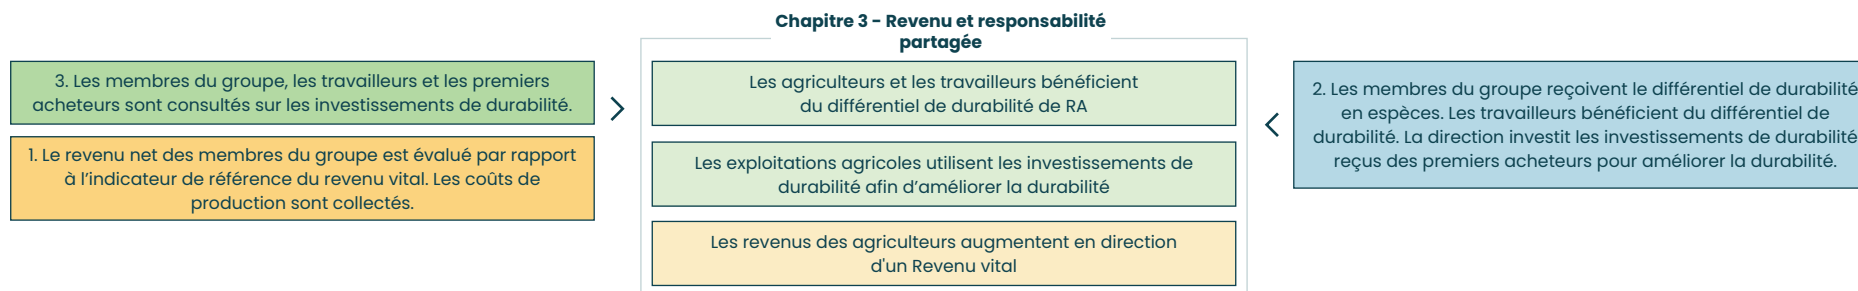 Chapitre 3 - Revenu et responsabilité
partagée
3. Les membres du groupe, les travailleurs et les premiers
acheteurs sont consultés sur les investissements de durabilité.
1. Le revenu net des membres du groupe est évalué par rapport
à l'indicateur de référence du revenu vital. Les coûts de
production sont collectés.
Les agriculteurs et les travailleurs bénéficient
du différentiel de durabilité de RA
Les exploitations agricoles utilisent les investissements de
durabilité afin d'améliorer la durabilité
Les revenus des agriculteurs augmentent en direction
d'un Revenu vital
2. Les membres du groupe reçoivent le différentiel de durabilité
en espèces. Les travailleurs bénéficient du différentiel de
durabilité. La direction investit les investissements de durabilité
reçus des premiers acheteurs pour améliorer la durabilité.